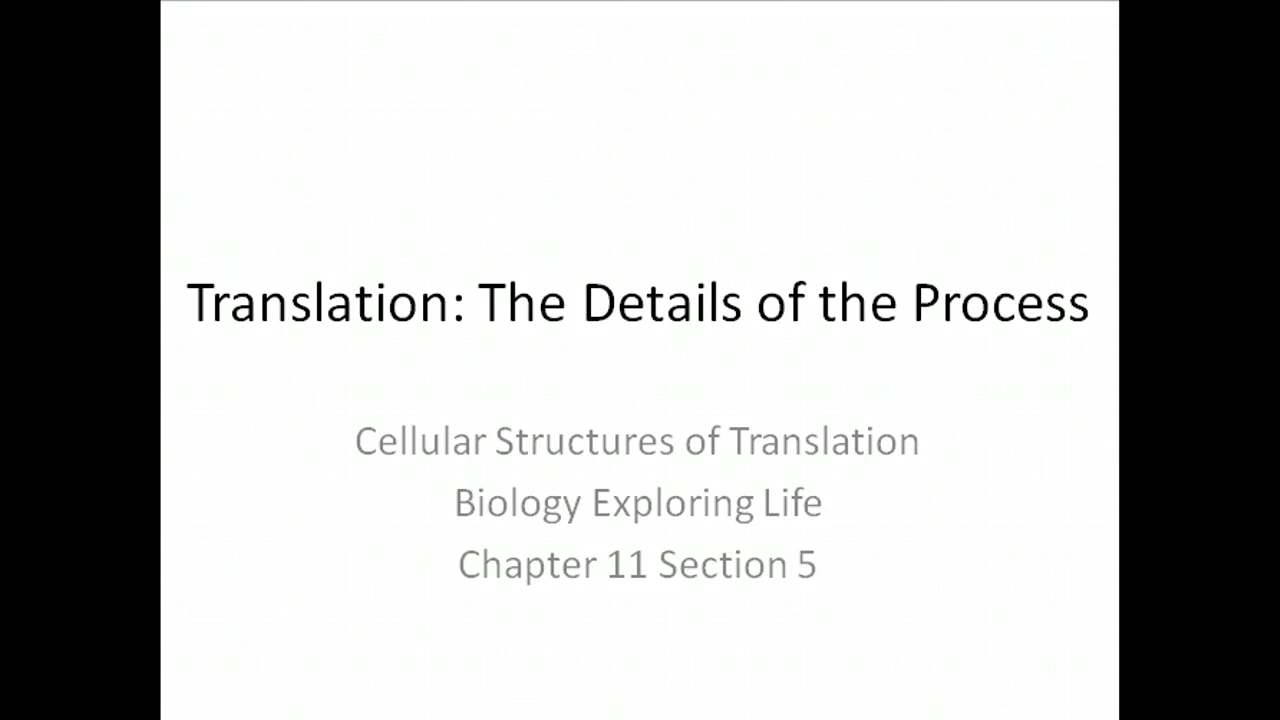 Translation: The Details of the Process
Cellular Structures of Translation
Biology Exploring Life
Chapter 11 Section 5